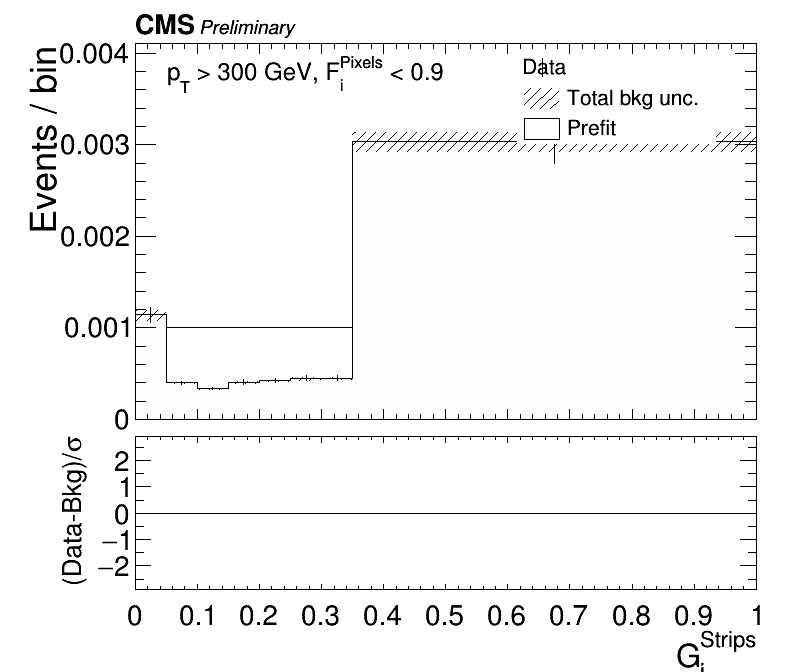 CMS Preliminary
p_T > 300 GeV, F_i^Pixels < 0.9
Data
Total bkg unc.
Prefit
Events / bin
0.004
0.003
0.002
0.001
0
(Data-Bkg)/σ
2
1
0
−1
−2
0 0.1 0.2 0.3 0.4 0.5 0.6 0.7 0.8 0.9 1
G_i^Strips